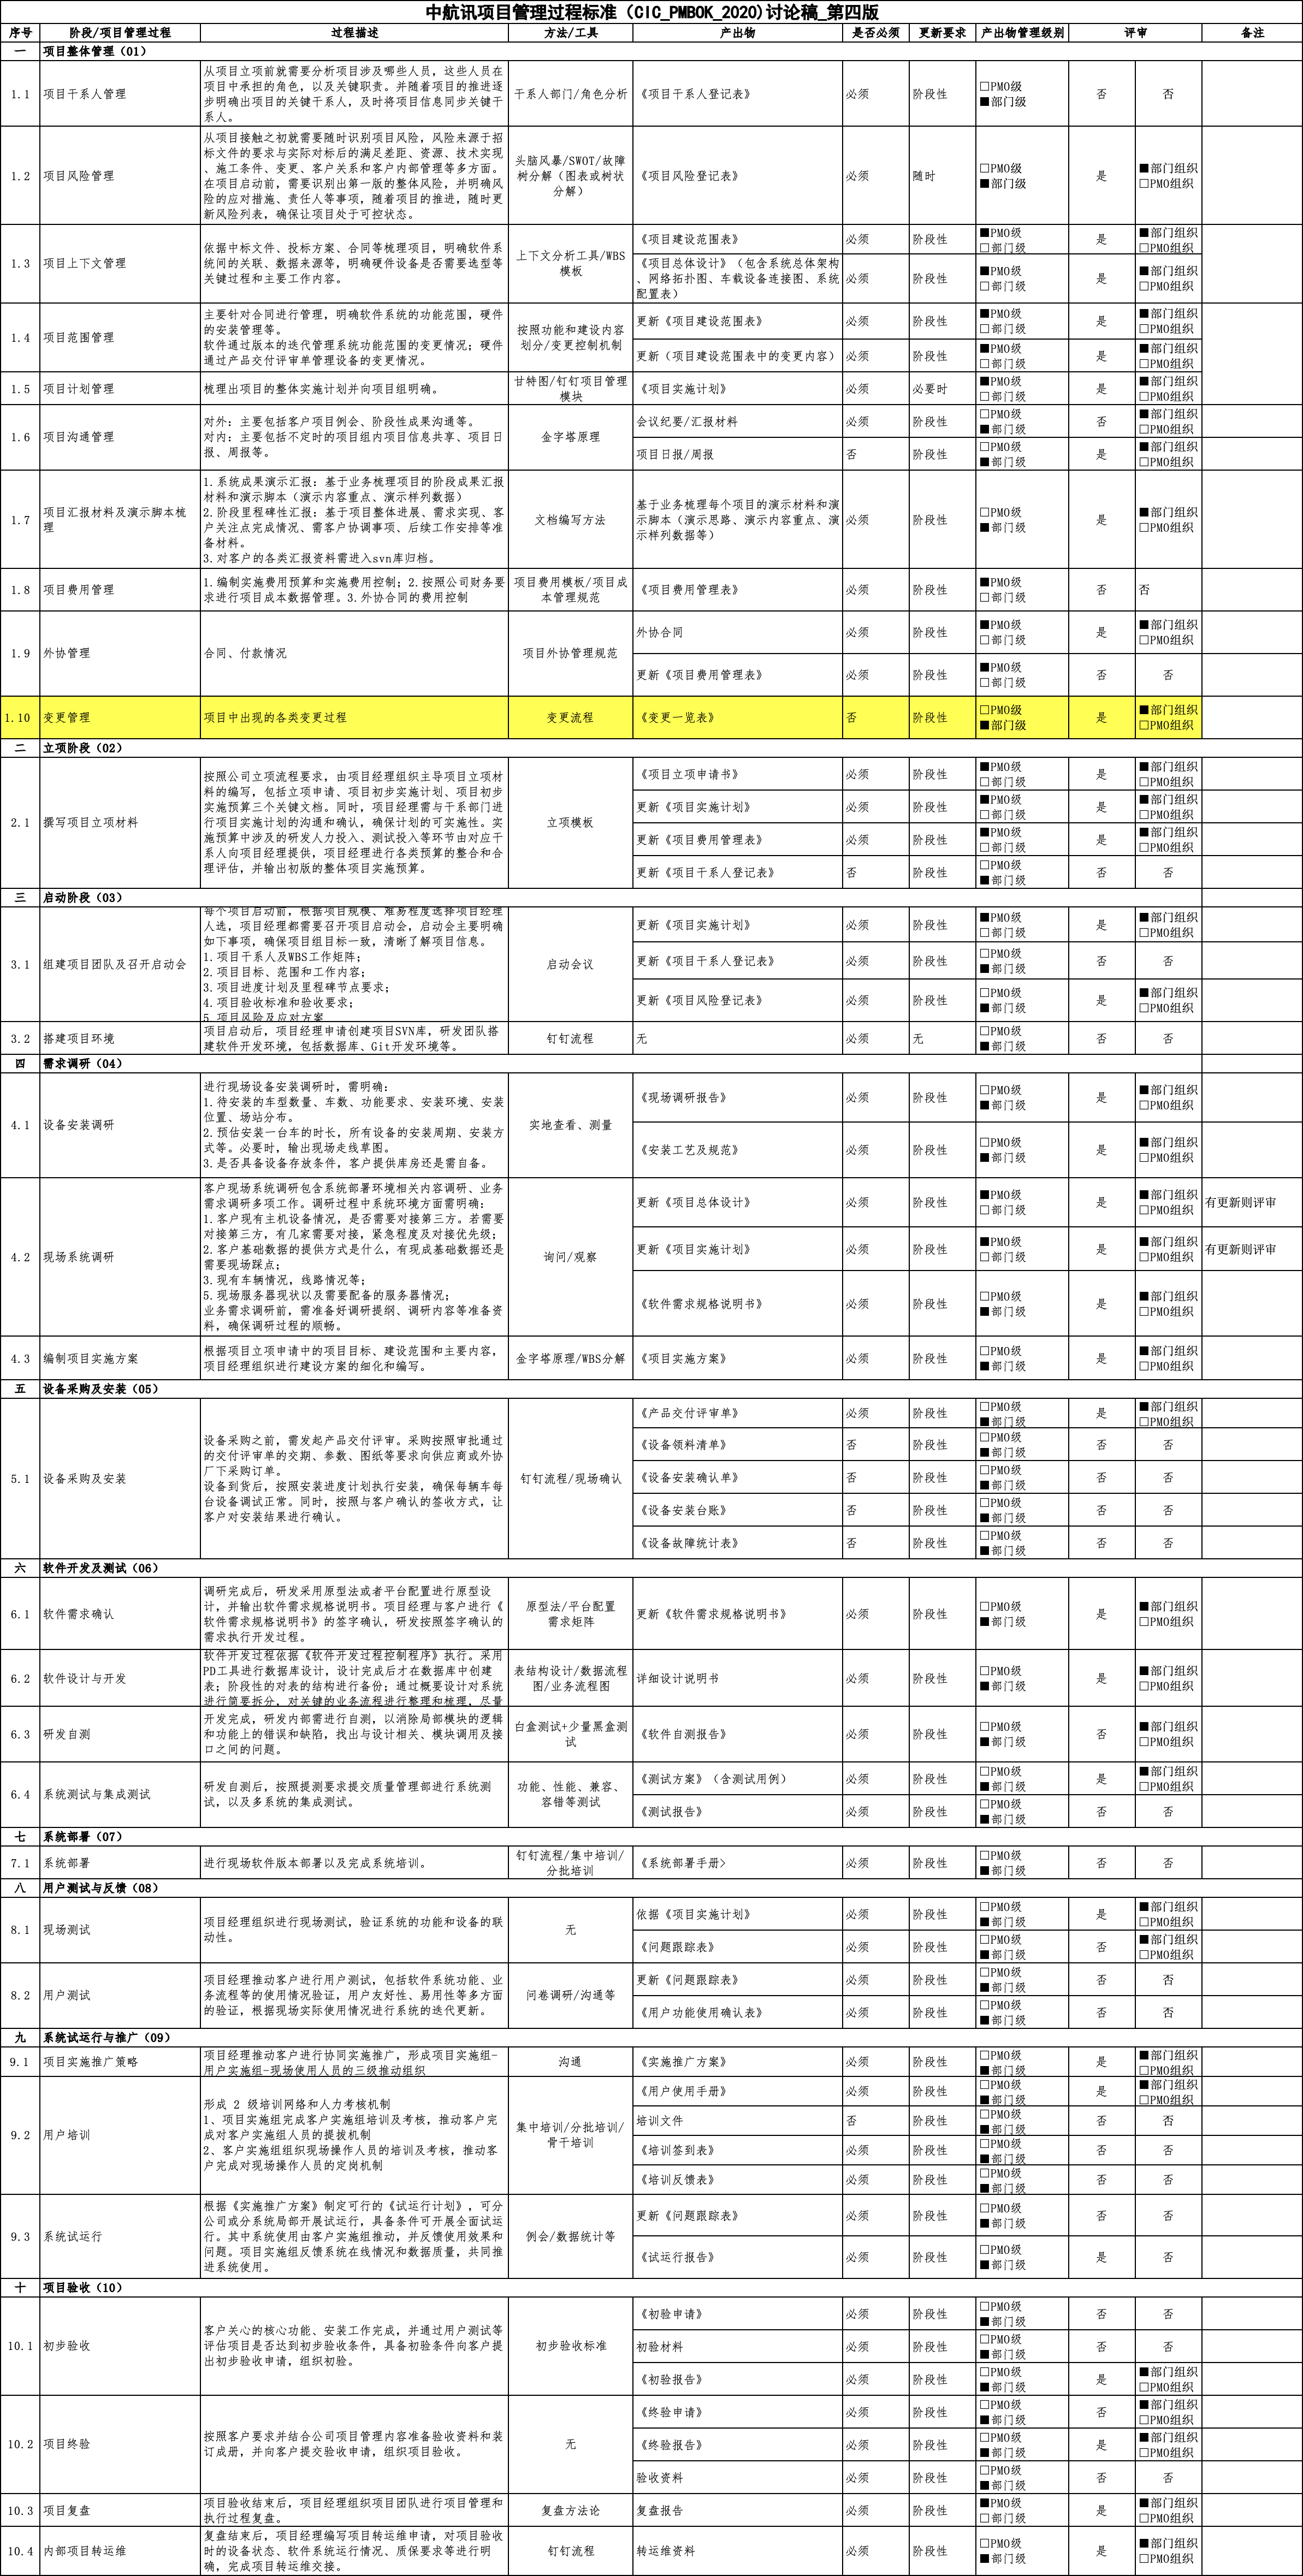 中航讯项目管理过程标准（CIC_PMBOK_2020)讨论稿_第四版
序号 阶段/项目管理过程 过程描述 方法/工具 产出物 是否必须 更新要求 产出物管理级别 评审 备注
一 项目整体管理（01）
1.1 项目干系人管理
从项目立项前就需要分析项目涉及哪些人员，这些人员在
项目中承担的角色，以及关键职责。并随着项目的推进逐
步明确出项目的关键干系人，及时将项目信息同步关键干
系人。
干系人部门/角色分析 《项目干系人登记表》 必须 阶段性
□PMO级
■部门级
否 否
1.2 项目风险管理
从项目接触之初就需要随时识别项目风险，风险来源于招
标文件的要求与实际对标后的满足差距、资源、技术实现
、施工条件、变更、客户关系和客户内部管理等多方面。
在项目启动前，需要识别出第一版的整体风险，并明确风
险的应对措施、责任人等事项，随着项目的推进，随时更
新风险列表，确保让项目处于可控状态。
头脑风暴/SWOT/故障
树分解（图表或树状
分解）
《项目风险登记表》 必须 随时
□PMO级
■部门级
是
■部门组织
□PMO组织
1.3 项目上下文管理
依据中标文件、投标方案、合同等梳理项目，明确软件系
统间的关联、数据来源等，明确硬件设备是否需要选型等
关键过程和主要工作内容。
上下文分析工具/WBS
模板
《项目建设范围表》 必须 阶段性
■PMO级
□部门级
是
■部门组织
□PMO组织
《项目总体设计》（包含系统总体架构
、网络拓扑图、车载设备连接图、系统
配置表）
必须 阶段性
■PMO级
□部门级
是
■部门组织
□PMO组织
1.4 项目范围管理
主要针对合同进行管理，明确软件系统的功能范围，硬件
的安装管理等。
软件通过版本的迭代管理系统功能范围的变更情况；硬件
通过产品交付评审单管理设备的变更情况。
按照功能和建设内容
划分/变更控制机制
更新《项目建设范围表》 必须 阶段性
■PMO级
□部门级
是
■部门组织
□PMO组织
更新（项目建设范围表中的变更内容） 必须 阶段性
■PMO级
□部门级
是
■部门组织
□PMO组织
1.5 项目计划管理 梳理出项目的整体实施计划并向项目组明确。
甘特图/钉钉项目管理
模块
《项目实施计划》 必须 必要时
■PMO级
□部门级
是
■部门组织
□PMO组织
1.6 项目沟通管理
对外：主要包括客户项目例会、阶段性成果沟通等。
对内：主要包括不定时的项目组内项目信息共享、项目日
报、周报等。
金字塔原理
会议纪要/汇报材料 必须 阶段性
□PMO级
■部门级
否
■部门组织
□PMO组织
项目日报/周报 否 阶段性
□PMO级
■部门级
是
■部门组织
□PMO组织
1.7
项目汇报材料及演示脚本梳
理
1.系统成果演示汇报：基于业务梳理项目的阶段成果汇报
材料和演示脚本（演示内容重点、演示样列数据）
2.阶段里程碑性汇报：基于项目整体进展、需求实现、客
户关注点完成情况、需客户协调事项、后续工作安排等准
备材料。
3.对客户的各类汇报资料需进入svn库归档。
文档编写方法
基于业务梳理每个项目的演示材料和演
示脚本（演示思路、演示内容重点、演
示样列数据等）
必须 阶段性
□PMO级
■部门级
是
■部门组织
□PMO组织
1.8 项目费用管理
1.编制实施费用预算和实施费用控制；2.按照公司财务要
求进行项目成本数据管理。3.外协合同的费用控制
项目费用模板/项目成
本管理规范
《项目费用管理表》 必须 阶段性
■PMO级
□部门级
否 否
1.9 外协管理 合同、付款情况 项目外协管理规范
外协合同 必须 阶段性
■PMO级
□部门级
是
■部门组织
□PMO组织
更新《项目费用管理表》 必须 阶段性
■PMO级
□部门级
否 否
1.10 变更管理 项目中出现的各类变更过程 变更流程 《变更一览表》 否 阶段性
□PMO级
■部门级
是
■部门组织
□PMO组织
二 立项阶段（02）
2.1 撰写项目立项材料
按照公司立项流程要求，由项目经理组织主导项目立项材
料的编写，包括立项申请、项目初步实施计划、项目初步
实施预算三个关键文档。同时，项目经理需与干系部门进
行项目实施计划的沟通和确认，确保计划的可实施性。实
施预算中涉及的研发人力投入、测试投入等环节由对应干
系人向项目经理提供，项目经理进行各类预算的整合和合
理评估，并输出初版的整体项目实施预算。
立项模板
《项目立项申请书》 必须 阶段性
■PMO级
□部门级
是
■部门组织
□PMO组织
更新《项目实施计划》 必须 阶段性
■PMO级
□部门级
是
■部门组织
□PMO组织
更新《项目费用管理表》 必须 阶段性
■PMO级
□部门级
是
■部门组织
□PMO组织
更新《项目干系人登记表》 否 阶段性
□PMO级
■部门级
否 否
三 启动阶段（03）
3.1 组建项目团队及召开启动会
每个项目启动前，根据项目规模、难易程度选择项目经理
人选，项目经理都需要召开项目启动会，启动会主要明确
如下事项，确保项目组目标一致，清晰了解项目信息。
1.项目干系人及WBS工作矩阵；
2.项目目标、范围和工作内容；
3.项目进度计划及里程碑节点要求；
4.项目验收标准和验收要求；
5.项目风险及应对方案
启动会议
更新《项目实施计划》 必须 阶段性
■PMO级
□部门级
是
■部门组织
□PMO组织
更新《项目干系人登记表》 必须 阶段性
□PMO级
■部门级
否 否
更新《项目风险登记表》 必须 阶段性
□PMO级
■部门级
是
■部门组织
□PMO组织
3.2 搭建项目环境
项目启动后，项目经理申请创建项目SVN库，研发团队搭
建软件开发环境，包括数据库、Git开发环境等。
钉钉流程 无 必须 无
□PMO级
■部门级
否 否
四 需求调研（04）
4.1 设备安装调研
进行现场设备安装调研时，需明确：
1.待安装的车型数量、车数、功能要求、安装环境、安装
位置、场站分布。
2.预估安装一台车的时长，所有设备的安装周期、安装方
式等。必要时，输出现场走线草图。
3.是否具备设备存放条件，客户提供库房还是需自备。
实地查看、测量
《现场调研报告》 必须 阶段性
□PMO级
■部门级
是
■部门组织
□PMO组织
《安装工艺及规范》 必须 阶段性
□PMO级
■部门级
是
■部门组织
□PMO组织
4.2 现场系统调研
客户现场系统调研包含系统部署环境相关内容调研、业务
需求调研多项工作。调研过程中系统环境方面需明确：
1.客户现有主机设备情况，是否需要对接第三方。若需要
对接第三方，有几家需要对接，紧急程度及对接优先级；
2.客户基础数据的提供方式是什么，有现成基础数据还是
需要现场踩点；
3.现有车辆情况，线路情况等；
5.现场服务器现状以及需要配备的服务器情况；
业务需求调研前，需准备好调研提纲、调研内容等准备资
料，确保调研过程的顺畅。
询问/观察
更新《项目总体设计》 必须 阶段性
■PMO级
□部门级
是
■部门组织
□PMO组织
有更新则评审
更新《项目实施计划》 必须 阶段性
■PMO级
□部门级
是
■部门组织
□PMO组织
有更新则评审
《软件需求规格说明书》 必须 阶段性
□PMO级
■部门级
是
■部门组织
□PMO组织
4.3 编制项目实施方案
根据项目立项申请中的项目目标、建设范围和主要内容，
项目经理组织进行建设方案的细化和编写。
金字塔原理/WBS分解 《项目实施方案》 必须 阶段性
□PMO级
■部门级
是
■部门组织
□PMO组织
五 设备采购及安装（05）
5.1 设备采购及安装
设备采购之前，需发起产品交付评审。采购按照审批通过
的交付评审单的交期、参数、图纸等要求向供应商或外协
厂下采购订单。
设备到货后，按照安装进度计划执行安装，确保每辆车每
台设备调试正常。同时，按照与客户确认的签收方式，让
客户对安装结果进行确认。
钉钉流程/现场确认
《产品交付评审单》 必须 阶段性
□PMO级
■部门级
是
■部门组织
□PMO组织
《设备领料清单》 否 阶段性
□PMO级
■部门级
否 否
《设备安装确认单》 否 阶段性
□PMO级
■部门级
否 否
《设备安装台账》 否 阶段性
□PMO级
■部门级
否 否
《设备故障统计表》 否 阶段性
□PMO级
■部门级
否 否
六 软件开发及测试（06）
6.1 软件需求确认
调研完成后，研发采用原型法或者平台配置进行原型设
计，并输出软件需求规格说明书。项目经理与客户进行《
软件需求规格说明书》的签字确认，研发按照签字确认的
需求执行开发过程。
原型法/平台配置
需求矩阵
更新《软件需求规格说明书》 必须 阶段性
□PMO级
■部门级
是
■部门组织
□PMO组织
6.2 软件设计与开发
软件开发过程依据《软件开发过程控制程序》执行。采用
PD工具进行数据库设计，设计完成后才在数据库中创建
表；阶段性的对表的结构进行备份；通过概要设计对系统
进行简要拆分，对关键的业务流程进行整理和梳理，尽量
表结构设计/数据流程
图/业务流程图
详细设计说明书 必须 阶段性
□PMO级
■部门级
是
■部门组织
□PMO组织
6.3 研发自测
开发完成，研发内部需进行自测，以消除局部模块的逻辑
和功能上的错误和缺陷，找出与设计相关、模块调用及接
口之间的问题。
白盒测试+少量黑盒测
试
《软件自测报告》 必须 阶段性
□PMO级
■部门级
否
■部门组织
□PMO组织
6.4 系统测试与集成测试
研发自测后，按照提测要求提交质量管理部进行系统测
试，以及多系统的集成测试。
功能、性能、兼容、
容错等测试
《测试方案》（含测试用例） 必须 阶段性
□PMO级
■部门级
是
■部门组织
□PMO组织
《测试报告》 必须 阶段性
□PMO级
■部门级
否 否
七 系统部署（07）
7.1 系统部署 进行现场软件版本部署以及完成系统培训。
钉钉流程/集中培训/
分批培训
《系统部署手册> 必须 阶段性
□PMO级
■部门级
否 否
八 用户测试与反馈（08）
8.1 现场测试
项目经理组织进行现场测试，验证系统的功能和设备的联
动性。
无
依据《项目实施计划》 必须 阶段性
□PMO级
■部门级
是
■部门组织
□PMO组织
《问题跟踪表》 必须 阶段性
□PMO级
■部门级
否
■部门组织
□PMO组织
8.2 用户测试
项目经理推动客户进行用户测试，包括软件系统功能、业
务流程等的使用情况验证，用户友好性、易用性等多方面
的验证，根据现场实际使用情况进行系统的迭代更新。
问卷调研/沟通等
更新《问题跟踪表》 必须 阶段性
□PMO级
■部门级
否 否
《用户功能使用确认表》 必须 阶段性
□PMO级
■部门级
否 否
九 系统试运行与推广（09）
9.1 项目实施推广策略
项目经理推动客户进行协同实施推广，形成项目实施组-
用户实施组-现场使用人员的三级推动组织
沟通 《实施推广方案》 必须 阶段性
□PMO级
■部门级
是
■部门组织
□PMO组织
9.2 用户培训
形成 2 级培训网络和人力考核机制
1、项目实施组完成客户实施组培训及考核，推动客户完
成对客户实施组人员的提拔机制
2、客户实施组组织现场操作人员的培训及考核，推动客
户完成对现场操作人员的定岗机制
集中培训/分批培训/
骨干培训
《用户使用手册》 必须 阶段性
□PMO级
■部门级
是
■部门组织
□PMO组织
培训文件 否 阶段性
□PMO级
■部门级
否 否
《培训签到表》 必须 阶段性
□PMO级
■部门级
否 否
《培训反馈表》 必须 阶段性
□PMO级
■部门级
否 否
9.3 系统试运行
根据《实施推广方案》制定可行的《试运行计划》，可分
公司或分系统局部开展试运行，具备条件可开展全面试运
行。其中系统使用由客户实施组推动，并反馈使用效果和
问题。项目实施组反馈系统在线情况和数据质量，共同推
进系统使用。
例会/数据统计等
更新《问题跟踪表》 必须 阶段性
□PMO级
■部门级
否 否
《试运行报告》 必须 阶段性
□PMO级
■部门级
是 否
十 项目验收（10）
10.1 初步验收
客户关心的核心功能、安装工作完成，并通过用户测试等
评估项目是否达到初步验收条件，具备初验条件向客户提
出初步验收申请，组织初验。
初步验收标准
《初验申请》 必须 阶段性
□PMO级
■部门级
否 否
初验材料 必须 阶段性
□PMO级
■部门级
否 否
《初验报告》 必须 阶段性
□PMO级
■部门级
是
■部门组织
□PMO组织
10.2 项目终验
按照客户要求并结合公司项目管理内容准备验收资料和装
订成册，并向客户提交验收申请，组织项目验收。
无
《终验申请》 必须 阶段性
□PMO级
■部门级
否
■部门组织
□PMO组织
《终验报告》 必须 阶段性
□PMO级
■部门级
是
■部门组织
□PMO组织
验收资料 必须 阶段性
□PMO级
■部门级
否 否
10.3 项目复盘
项目验收结束后，项目经理组织项目团队进行项目管理和
执行过程复盘。
复盘方法论 复盘报告 必须 阶段性
■PMO级
□部门级
是
■部门组织
□PMO组织
10.4 内部项目转运维
复盘结束后，项目经理编写项目转运维申请，对项目验收
时的设备状态、软件系统运行情况、质保要求等进行明
确，完成项目转运维交接。
钉钉流程 转运维资料 必须 阶段性
□PMO级
■部门级
是
■部门组织
□PMO组织